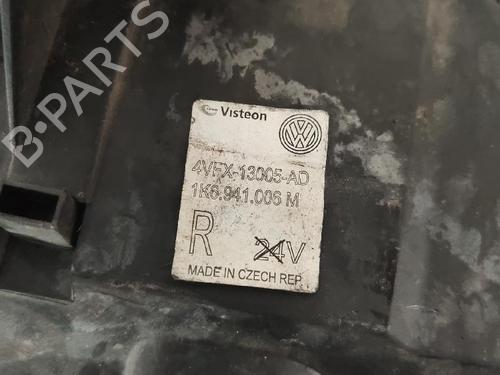 B-PARTS
Visteon
4VFX-13005-AD
1K6.941.006 M
R 24V
MADE IN CZECH REP.